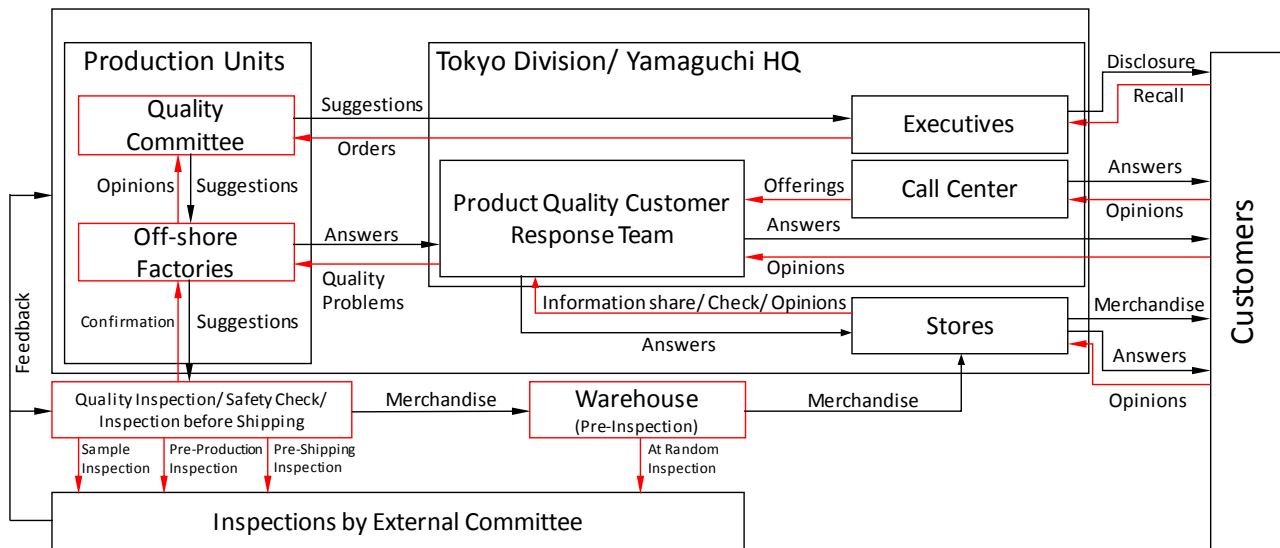 Production Units
Tokyo Division/ Yamaguchi HQ
Disclosure
Recall
Quality
Committee
Suggestions
Orders
Executives
Opinions
Suggestions
Offerings
Call Center
Answers
Opinions
Product Quality Customer
Response Team
Off-shore
Factories
Answers
Quality
Problems
Answers
Opinions
Customers
Feedback
Confirmation
Suggestions
Information share/ Check/ Opinions
Answers
Stores
Merchandise
Answers
Opinions
Quality Inspection/ Safety Check/
Inspection before Shipping
Merchandise
Warehouse
(Pre-Inspection)
Merchandise
Sample
Inspection
Pre-Production
Inspection
Pre-Shipping
Inspection
At Random
Inspection
Inspections by External Committee